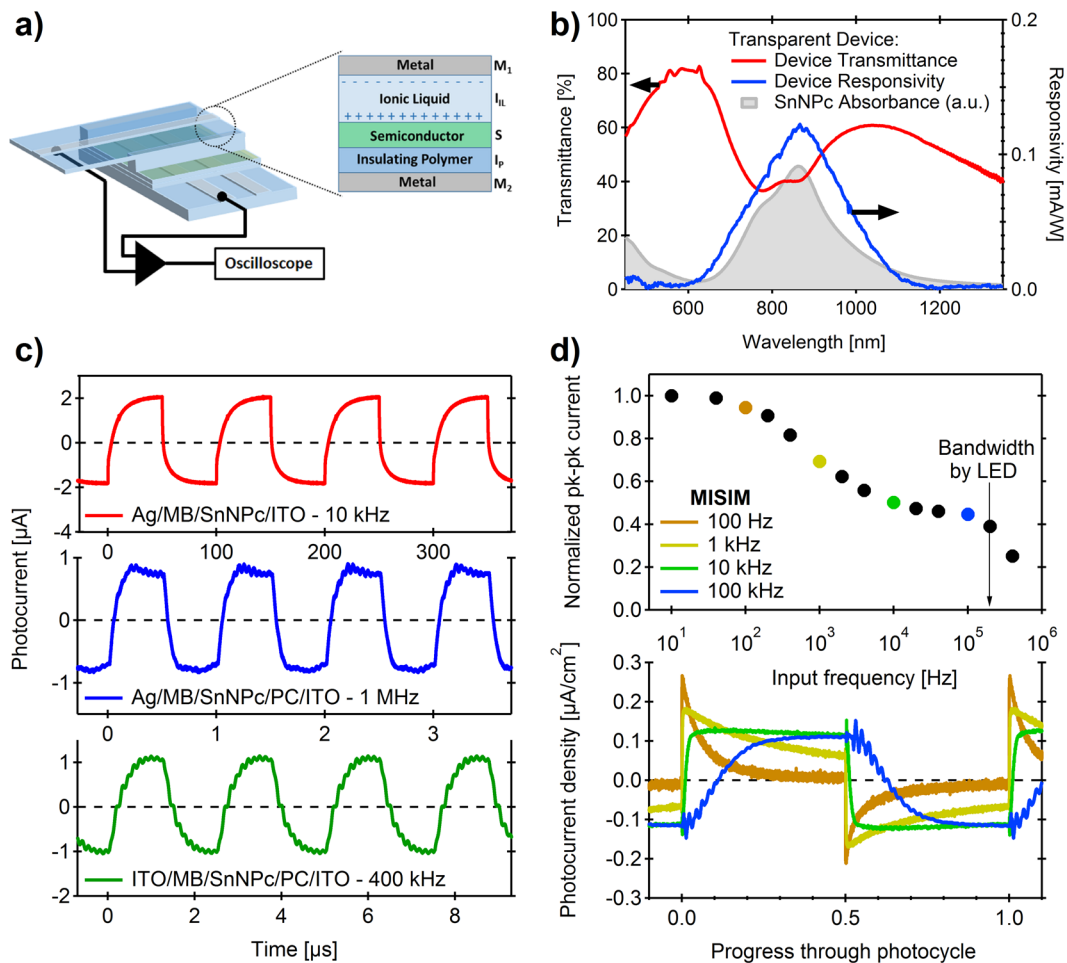 a)
Metal M₁
- - - - - - - - - - - - - -
Ionic Liquid I_IL
+ + + + + + + + + + + +
Semiconductor S
Insulating Polymer I_P
Metal M₂
Oscilloscope
b)
100
80
60
40
20
0
Transmittance [%]
Transparent Device:
Device Transmittance
Device Responsivity
SnNPc Absorbance (a.u.)
0.2
0.1
0.0
Responsivity [mA/W]
600 800 1000 1200
Wavelength [nm]
c)
Photocurrent [µA]
2
0
-2
-4
Ag/MB/SnNPc/ITO - 10 kHz
0 100 200 300
1
0
-1
Ag/MB/SnNPc/PC/ITO - 1 MHz
0 1 2 3
1
0
-1
-2
ITO/MB/SnNPc/PC/ITO - 400 kHz
0 2 4 6 8
Time [µs]
d)
Normalized pk-pk current
1.0
0.8
0.6
0.4
0.2
0.0
Bandwidth
by LED
MISIM
100 Hz
1 kHz
10 kHz
100 kHz
10¹ 10² 10³ 10⁴ 10⁵ 10⁶
Input frequency [Hz]
Photocurrent density [µA/cm²]
0.3
0.2
0.1
0.0
-0.1
-0.2
-0.3
0.0 0.5 1.0
Progress through photocycle